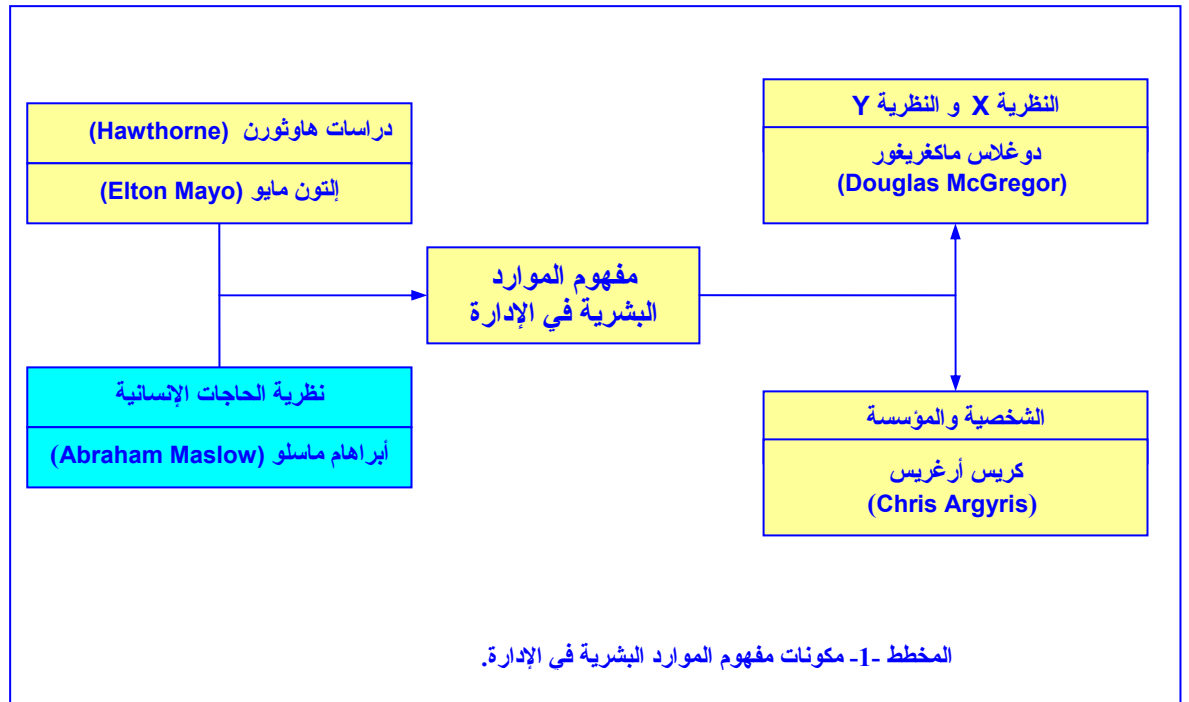 دراسات هاوثورن (Hawthorne)
إلتون مايو (Elton Mayo)
نظرية الحاجات الإنسانية
أبراهام ماسلو (Abraham Maslow)
مفهوم الموارد
البشرية في الإدارة
النظرية X و النظرية Y
دوغلاس ماكغريغور
(Douglas McGregor)
الشخصية والمؤسسة
كريس أرغريس
(Chris Argyris)
المخطط -1- مكونات مفهوم الموارد البشرية في الإدارة.